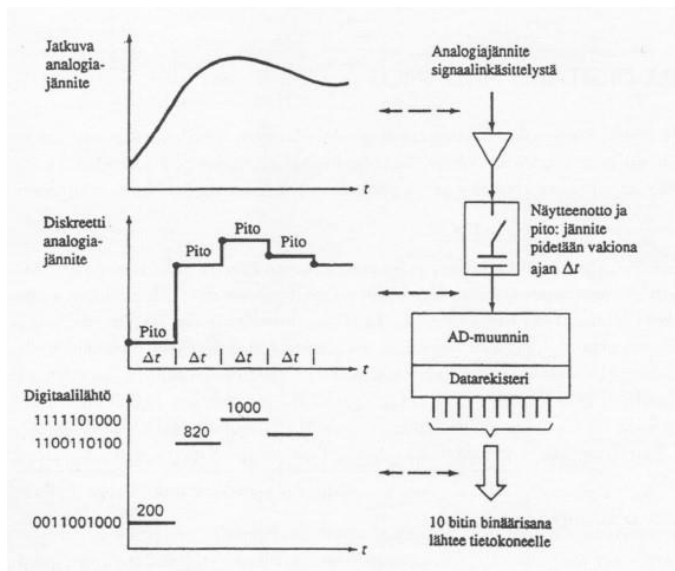 Jatkuva
analogia-
jännite
t
Analogiajännite
signaalinkäsittelystä
Diskreetti
analogia-
jännite
Pito
Pito
Pito
Pito
Δt
Δt
Δt
Δt
t
Näytteenotto ja
pito: jännite
pidetään vakiona
ajan Δt
AD-muunnin
Datarekisteri
Digitaalilähtö
1111101000
1100110100
0011001000
1000
820
200
t
10 bitin binäärisana
lähtee tietokoneelle